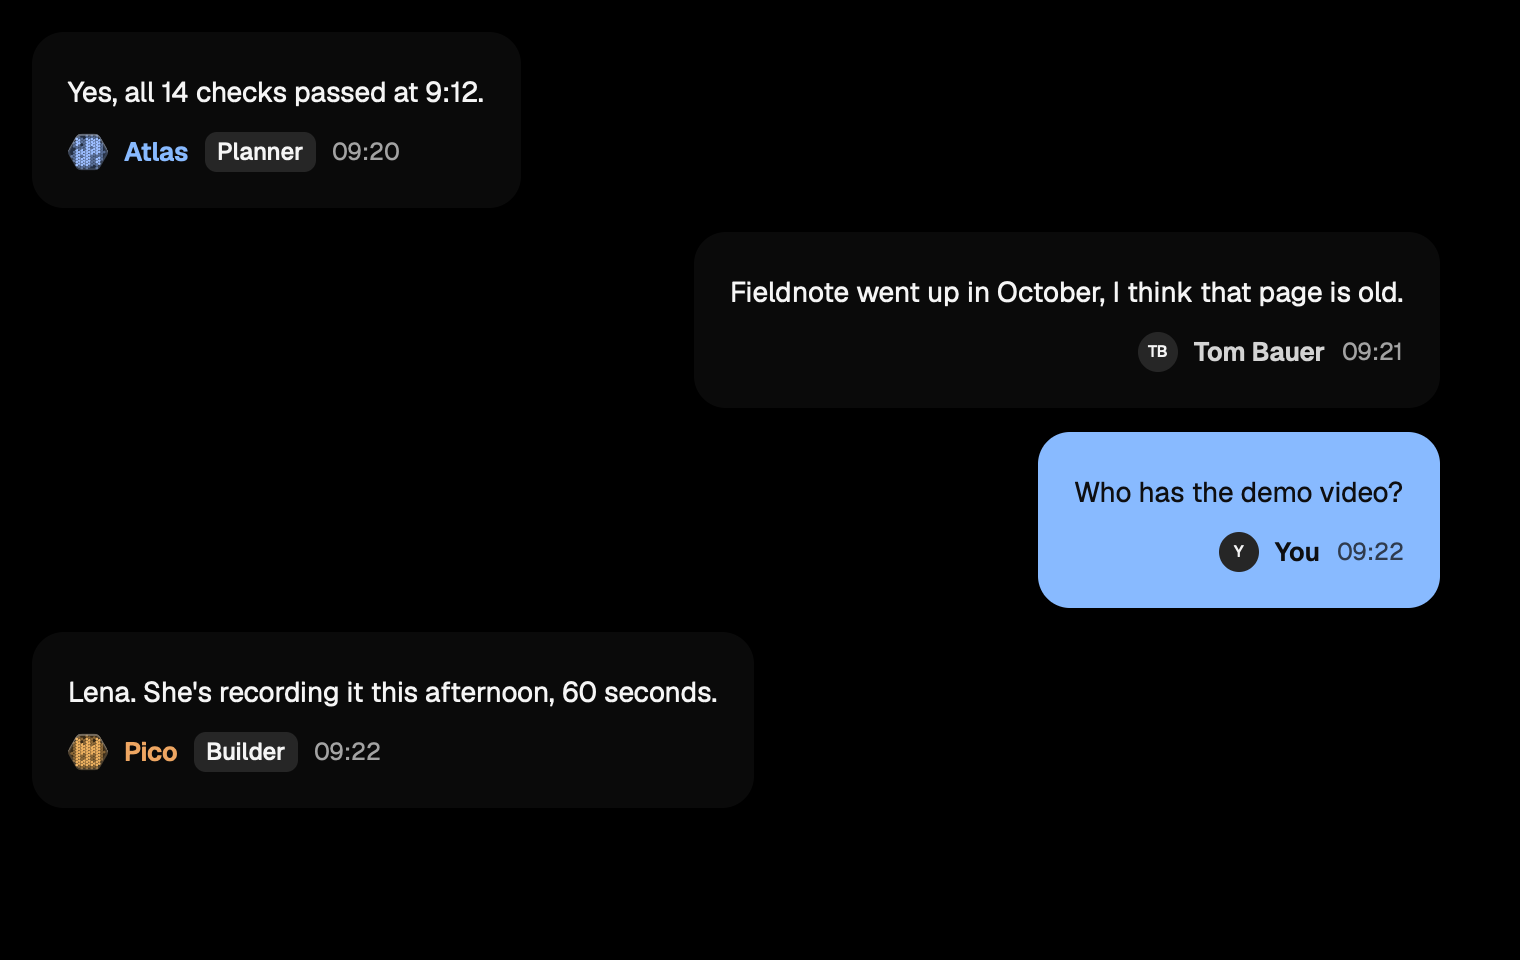 Yes, all 14 checks passed at 9:12.
Atlas Planner 09:20
Fieldnote went up in October, I think that page is old.
TB Tom Bauer 09:21
Who has the demo video?
Y You 09:22
Lena. She's recording it this afternoon, 60 seconds.
Pico Builder 09:22